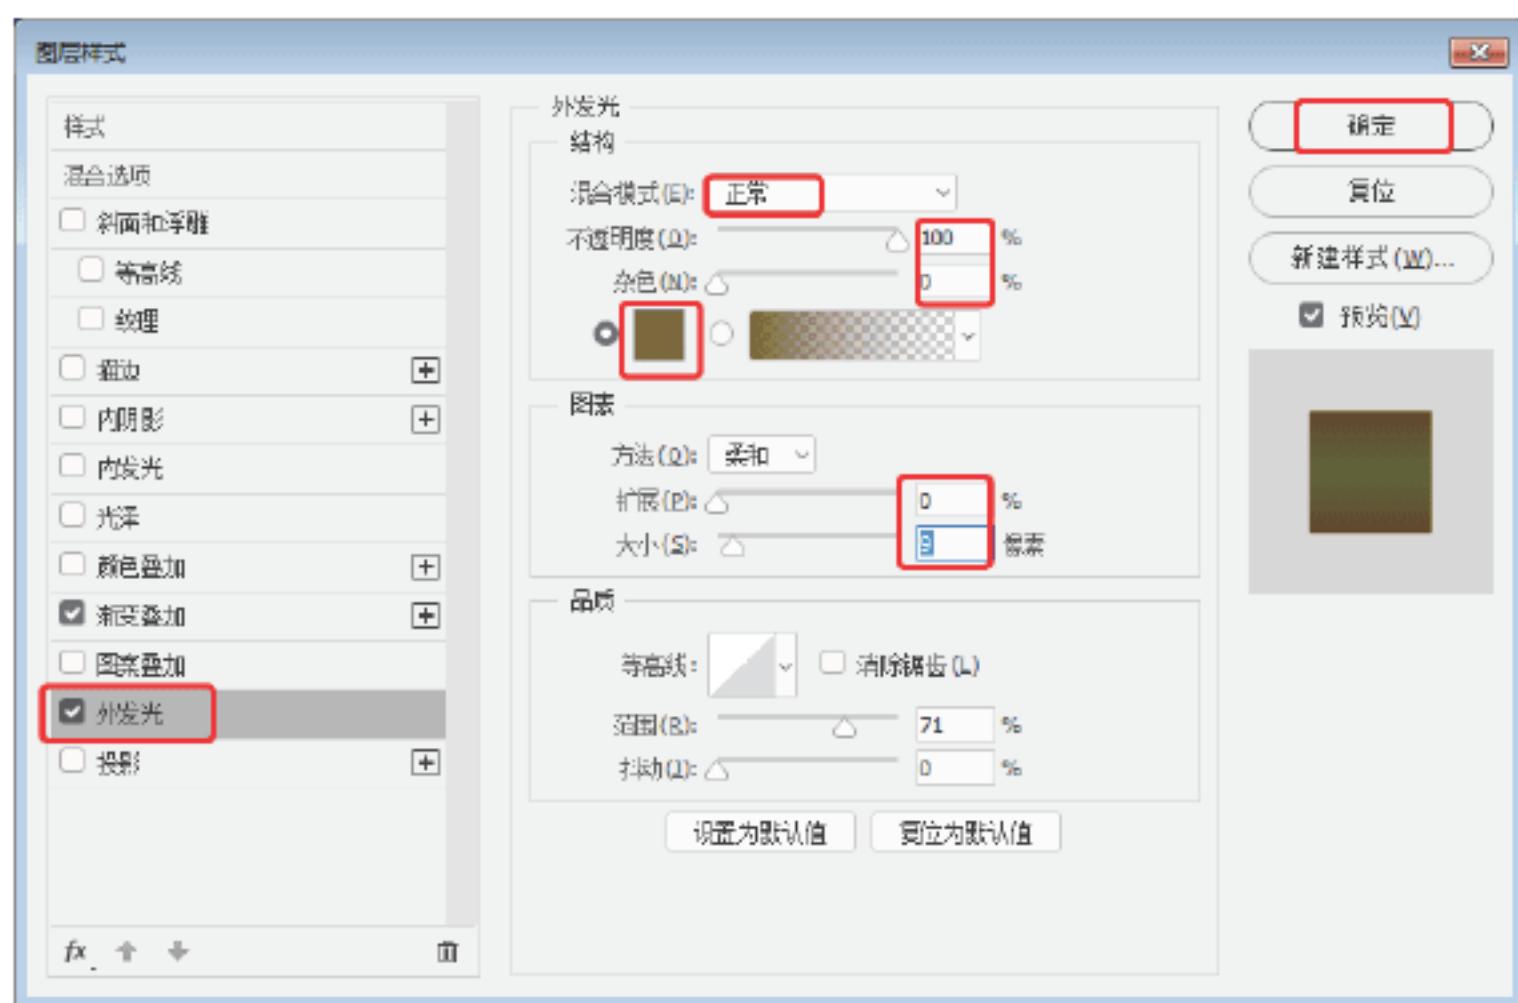 图层样式
样式
混合选项
斜面和浮雕
等高线
纹理
描边
内阴影
内发光
光泽
颜色叠加
渐变叠加
图案叠加
外发光
投影
fx
外发光
结构
混合模式(E): 正常
不透明度(O): 100 %
杂色(N): 0 %
图素
方法(Q): 柔和
扩展(P): 0 %
大小(S): 像素
品质
等高线: 消除锯齿(L)
范围(R): 71 %
抖动(J): 0 %
设置为默认值 复位为默认值
确定
复位
新建样式(W)...
预览(V)